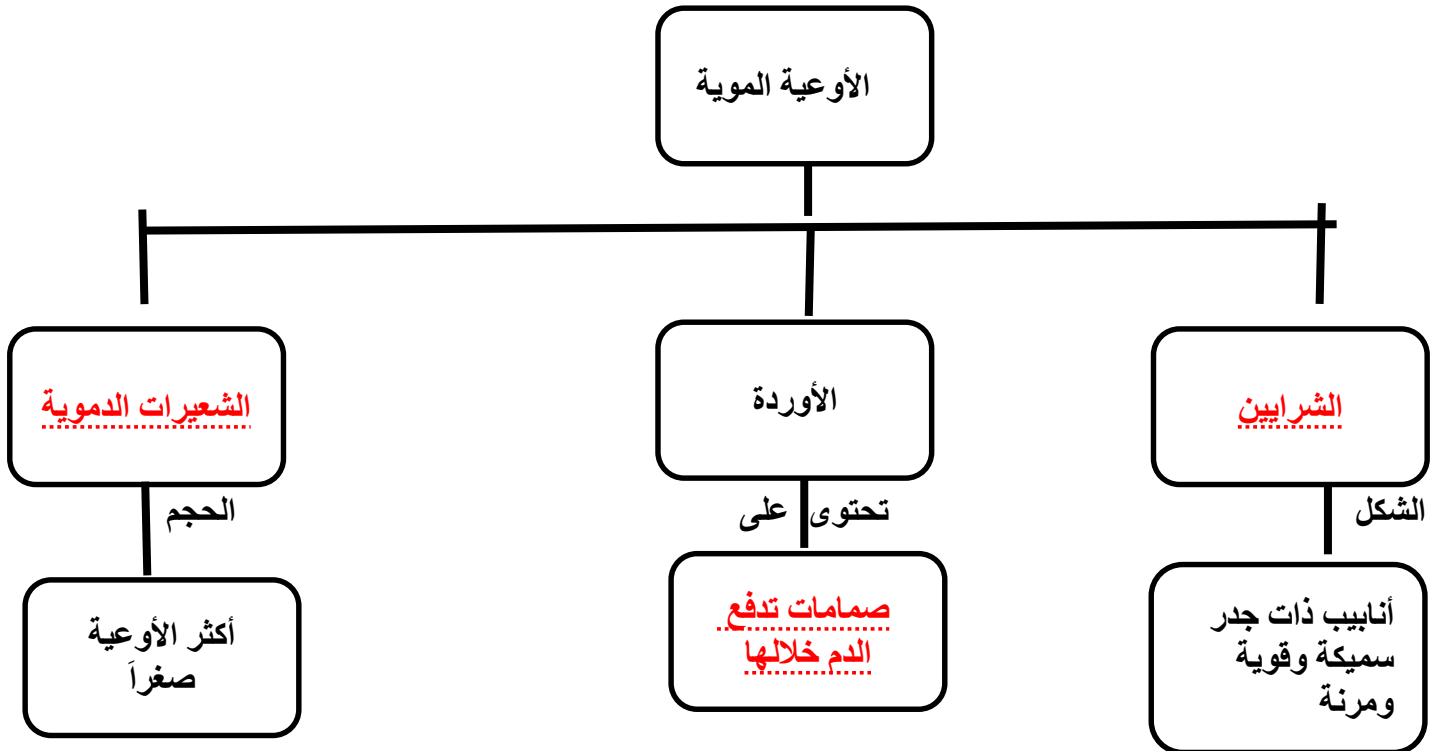 الأوعية الموية
الشرايين
الأوردة
الشعيرات الدموية
الشكل
تحتوى على
الحجم
أنابيب ذات جدر
سميكة وقوية
ومرنة
صمامات تدفع
الدم خلالها
أكثر الأوعية
صغراَ